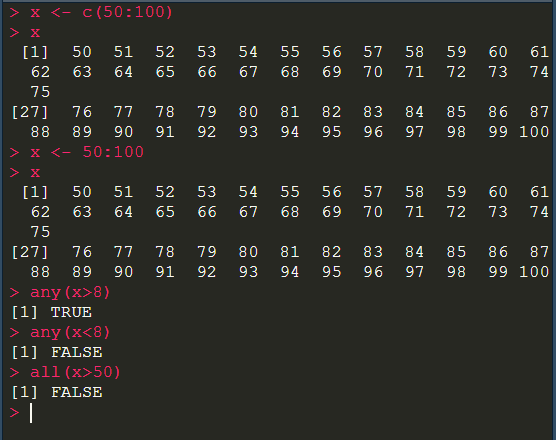 > x <- c(50:100)
> x
[1] 50 51 52 53 54 55 56 57 58 59 60 61
62 63 64 65 66 67 68 69 70 71 72 73 74
75
[27] 76 77 78 79 80 81 82 83 84 85 86 87
88 89 90 91 92 93 94 95 96 97 98 99 100
> x <- 50:100
> x
[1] 50 51 52 53 54 55 56 57 58 59 60 61
62 63 64 65 66 67 68 69 70 71 72 73 74
75
[27] 76 77 78 79 80 81 82 83 84 85 86 87
88 89 90 91 92 93 94 95 96 97 98 99 100
> any(x>8)
[1] TRUE
> any(x<8)
[1] FALSE
> all(x>50)
[1] FALSE
>